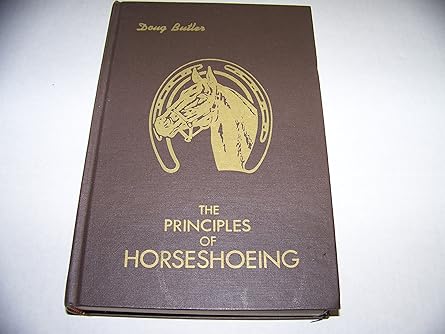 Doug Butler
THE
PRINCIPLES
OF
HORSESHOEING